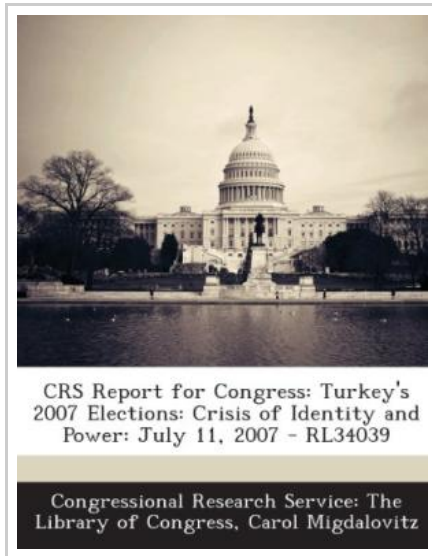 CRS Report for Congress: Turkey's
2007 Elections: Crisis of Identity and
Power: July 11, 2007 - RL34039
Congressional Research Service: The
Library of Congress, Carol Migdalovitz